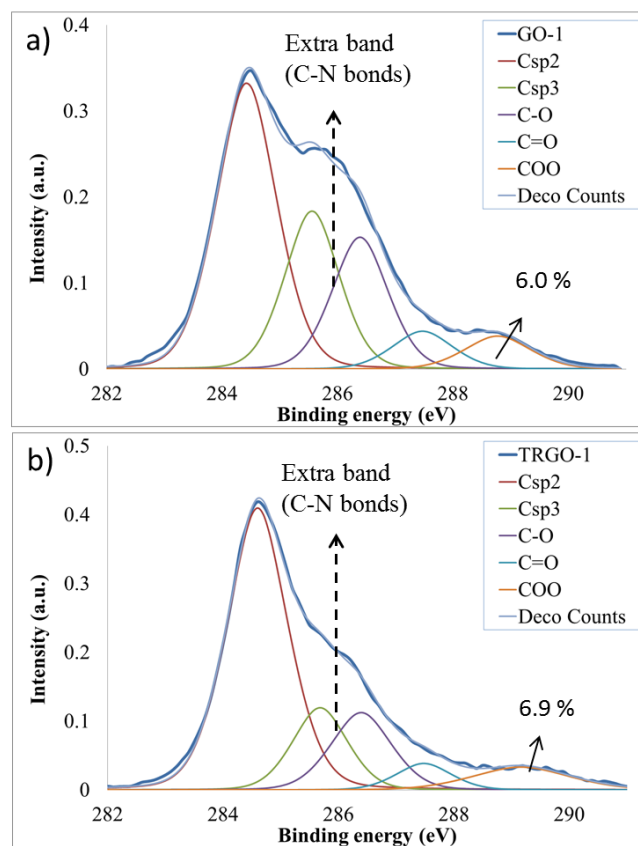 a)
0.4
0.3
0.2
0.1
0
Intensity (a.u.)
Extra band
(C-N bonds)
6.0 %
GO-1
Csp2
Csp3
C-O
C=O
COO
Deco Counts
282 284 286 288 290
Binding energy (eV)
b)
0.5
0.4
0.3
0.2
0.1
0
Intensity (a.u.)
Extra band
(C-N bonds)
6.9 %
TRGO-1
Csp2
Csp3
C-O
C=O
COO
Deco Counts
282 284 286 288 290
Binding energy (eV)